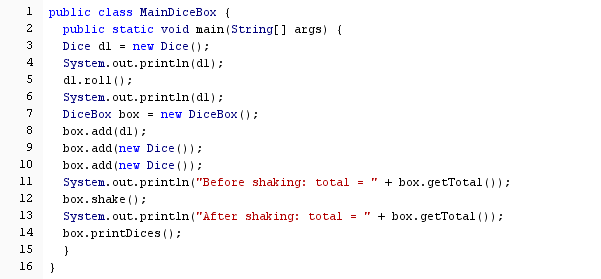 1 public class MainDiceBox {
2 public static void main(String[] args) {
3 Dice d1 = new Dice();
4 System.out.println(d1);
5 d1.roll();
6 System.out.println(d1);
7 DiceBox box = new DiceBox();
8 box.add(d1);
9 box.add(new Dice());
10 box.add(new Dice());
11 System.out.println("Before shaking: total = " + box.getTotal());
12 box.shake();
13 System.out.println("After shaking: total = " + box.getTotal());
14 box.printDices();
15 }
16 }